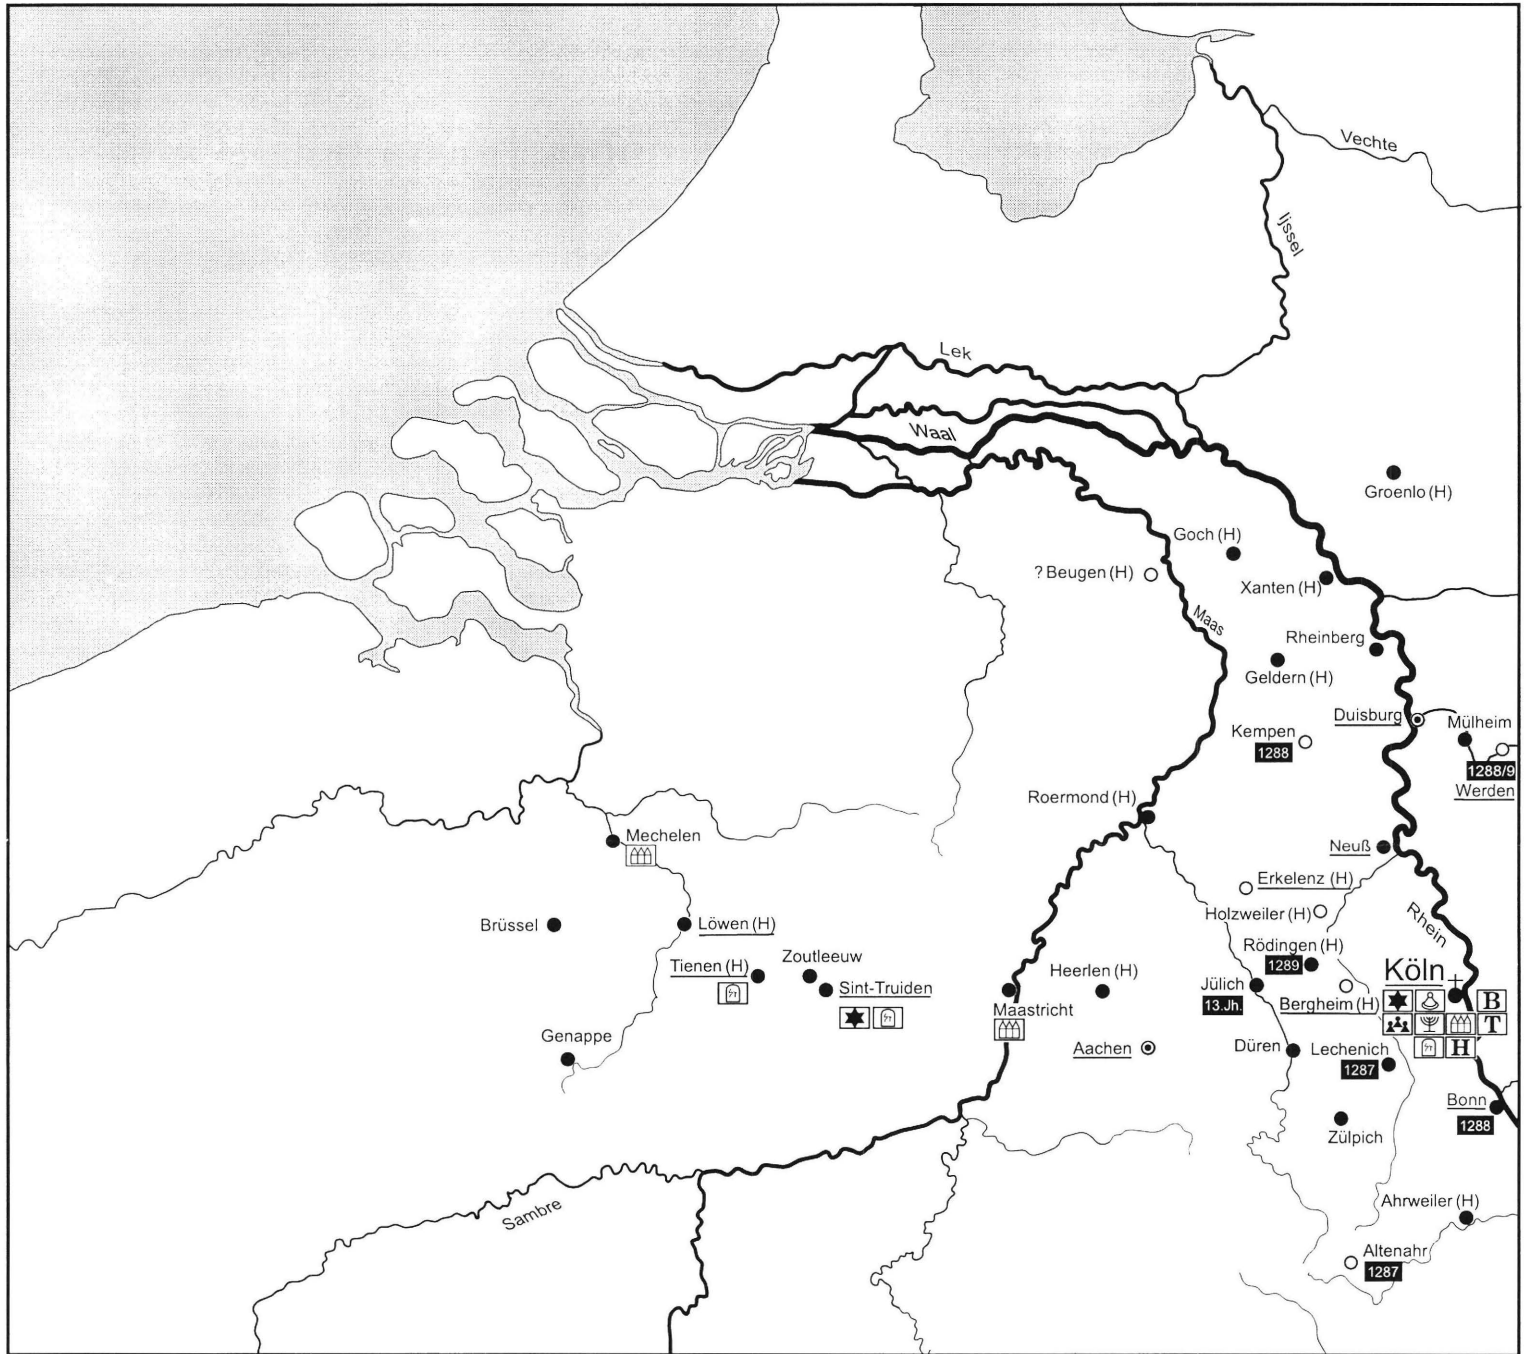 Vechte
Ijssel
Lek
Waal
Groenlo (H)
Goch (H)
? Beugen (H)
Xanten (H)
Maas
Rheinberg
Geldern (H)
Duisburg
Mülheim
Kempen
1288
1288/9
Werden
Roermond (H)
Mechelen
Neuß
Erkelenz (H)
Holzweiler (H)
Rhein
Brüssel
Löwen (H)
Rödingen (H)
1289
Tienen (H)
Zoutleeuw
Sint-Truiden
Heerlen (H)
Jülich
13.Jh.
Köln
Bergheim (H)
B
T
H
Maastricht
Genappe
Aachen
Düren
Lechenich
1287
Bonn
1288
Zülpich
Sambre
Ahrweiler (H)
Altenahr
1287